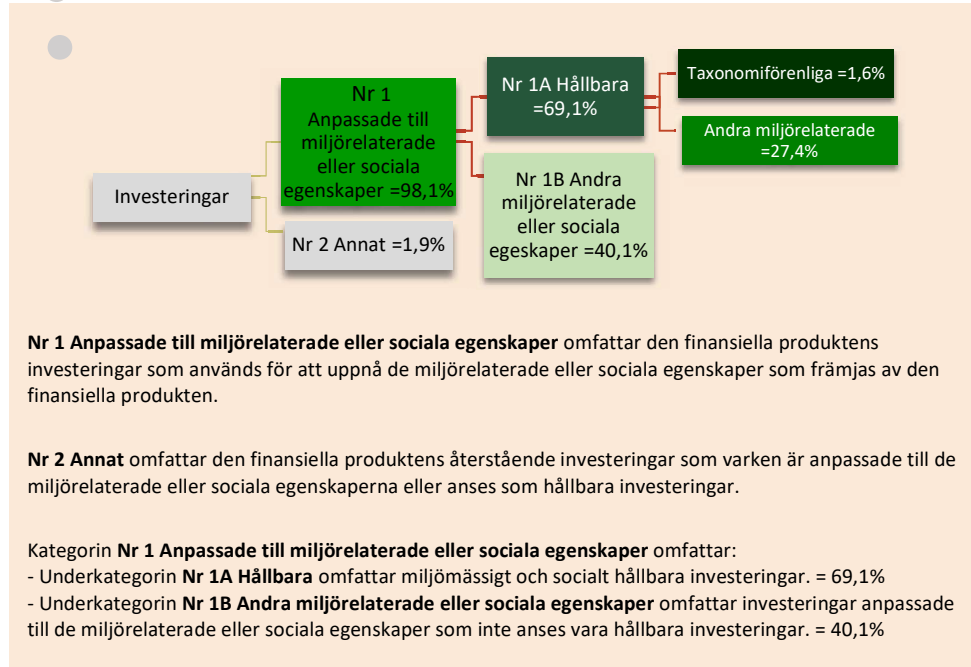 Investeringar
Nr 1
Anpassade till
miljörelaterade
eller sociala
egenskaper =98,1%
Nr 2 Annat =1,9%
Nr 1A Hållbara
=69,1%
Nr 1B Andra
miljörelaterade
eller sociala
egeskaper =40,1%
Taxonomiförenliga =1,6%
Andra miljörelaterade
=27,4%
Nr 1 Anpassade till miljörelaterade eller sociala egenskaper omfattar den finansiella produktens
investeringar som används för att uppnå de miljörelaterade eller sociala egenskaper som främjas av den
finansiella produkten.
Nr 2 Annat omfattar den finansiella produktens återstående investeringar som varken är anpassade till de
miljörelaterade eller sociala egenskaperna eller anses som hållbara investeringar.
Kategorin Nr 1 Anpassade till miljörelaterade eller sociala egenskaper omfattar:
- Underkategorin Nr 1A Hållbara omfattar miljömässigt och socialt hållbara investeringar. = 69,1%
- Underkategorin Nr 1B Andra miljörelaterade eller sociala egenskaper omfattar investeringar anpassade
till de miljörelaterade eller sociala egenskaper som inte anses vara hållbara investeringar. = 40,1%